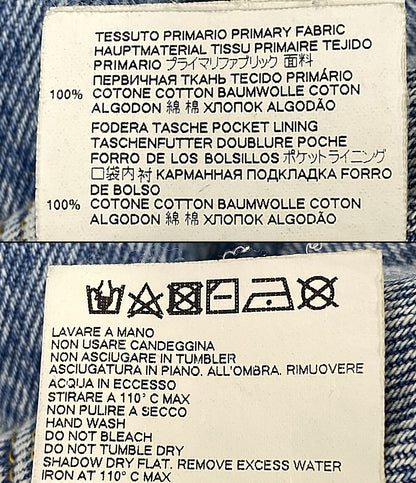 TESSUTO PRIMARIO PRIMARY FABRIC
HAUPTMATERIAL TISSU PRIMAIRE TEJIDO
PRIMARIO プライマリファブリック 面料
ПЕРВИЧНАЯ ТКАНЬ TECIDO PRIMÁRIO
100% COTONE COTTON BAUMWOLLE COTON
ALGODON 綿 棉 ХЛОПОК ALGODÃO
FODERA TASCHE POCKET LINING
TASCHENFUTTER DOUBLURE POCHE
FORRO DE LOS BOLSILLOS ポケットライニング
口袋内衬 КАРМАННАЯ ПОДКЛАДКА FORRO
DE BOLSO
100% COTONE COTTON BAUMWOLLE COTON
ALGODON 綿 棉 ХЛОПОК ALGODÃO
LAVARE A MANO
NON USARE CANDEGGINA
NON ASCIUGARE IN TUMBLER
ASCIUGATURA IN PIANO. ALL'OMBRA. RIMUOVERE
ACQUA IN ECCESSO
STIRARE A 110° C MAX
NON PULIRE A SECCO
HAND WASH
DO NOT BLEACH
DO NOT TUMBLE DRY
SHADOW DRY FLAT. REMOVE EXCESS WATER
IRON AT 110° C MAX